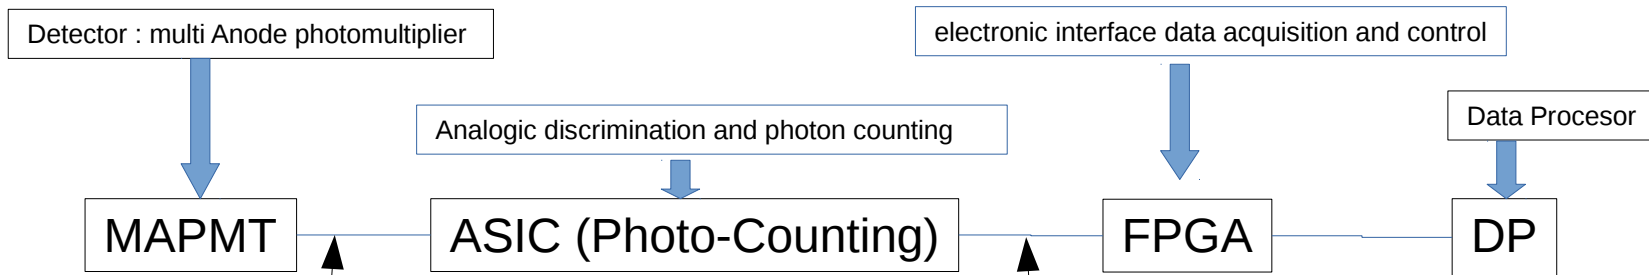 Detector : multi Anode photomultiplier
electronic interface data acquisition and control
Analogic discrimination and photon counting
Data Procesor
MAPMT
ASIC (Photo-Counting)
FPGA
DP